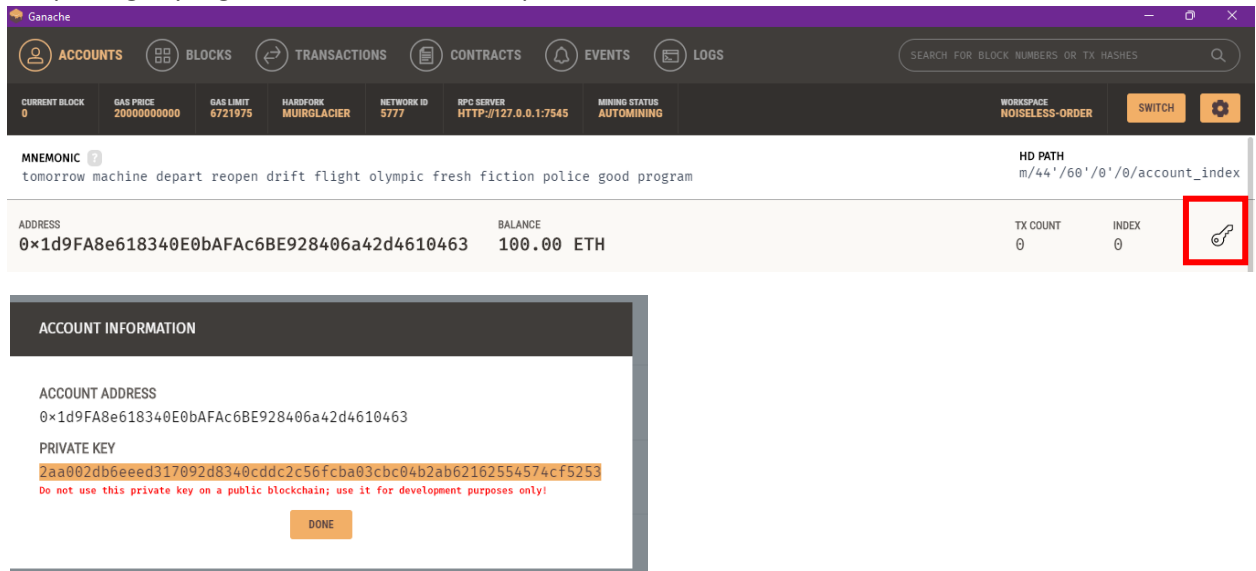 Ganache
ACCOUNTS BLOCKS TRANSACTIONS CONTRACTS EVENTS LOGS SEARCH FOR BLOCK NUMBERS OR TX HASHES
CURRENT BLOCK GAS PRICE GAS LIMIT HARDFORK NETWORK ID RPC SERVER MINING STATUS WORKSPACE
0 20000000000 6721975 MUIRGLACIER 5777 HTTP://127.0.0.1:7545 AUTOMINING NOISELESS-ORDER SWITCH
MNEMONIC ? HD PATH
tomorrow machine depart reopen drift flight olympic fresh fiction police good program m/44'/60'/0'/0/account_index
ADDRESS BALANCE TX COUNT INDEX
0×1d9FA8e618340E0bAFAc6BE928406a42d4610463 100.00 ETH 0 0
ACCOUNT INFORMATION
ACCOUNT ADDRESS
0×1d9FA8e618340E0bAFAc6BE928406a42d4610463
PRIVATE KEY
2aa002db6eeed317092d8340cddc2c56fcba03cbc04b2ab62162554574cf5253
Do not use this private key on a public blockchain; use it for development purposes only!
DONE